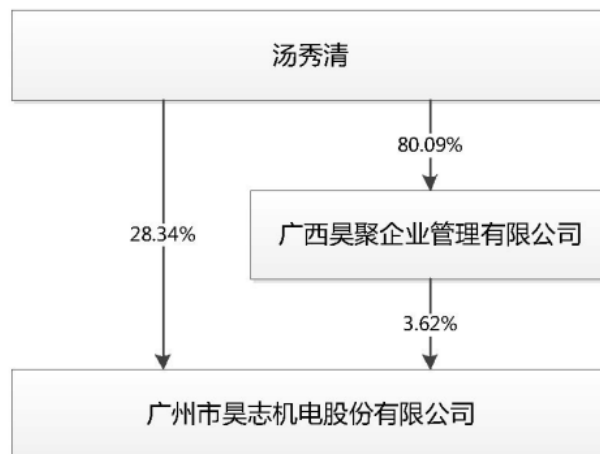 汤秀清
80.09%
28.34%
广西昊聚企业管理有限公司
3.62%
广州市昊志机电股份有限公司